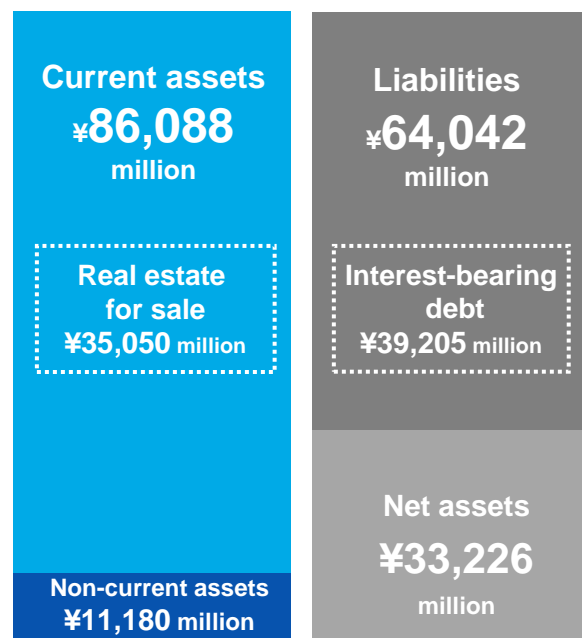 Current assets
¥86,088
million
Real estate
for sale
¥35,050 million
Non-current assets
¥11,180 million
Liabilities
¥64,042
million
Interest-bearing
debt
¥39,205 million
Net assets
¥33,226
million